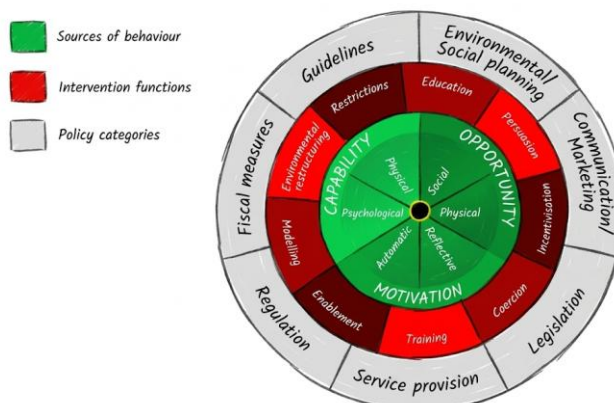 Sources of behaviour
Intervention functions
Policy categories
Guidelines
Environmental/
Social planning
Communication/
Marketing
Legislation
Service provision
Regulation
Fiscal measures
Restrictions
Education
Persuasion
Incentivisation
Coercion
Training
Enablement
Modelling
Environmental
restructuring
CAPABILITY
OPPORTUNITY
MOTIVATION
Physical
Social
Physical
Reflective
Automatic
Psychological